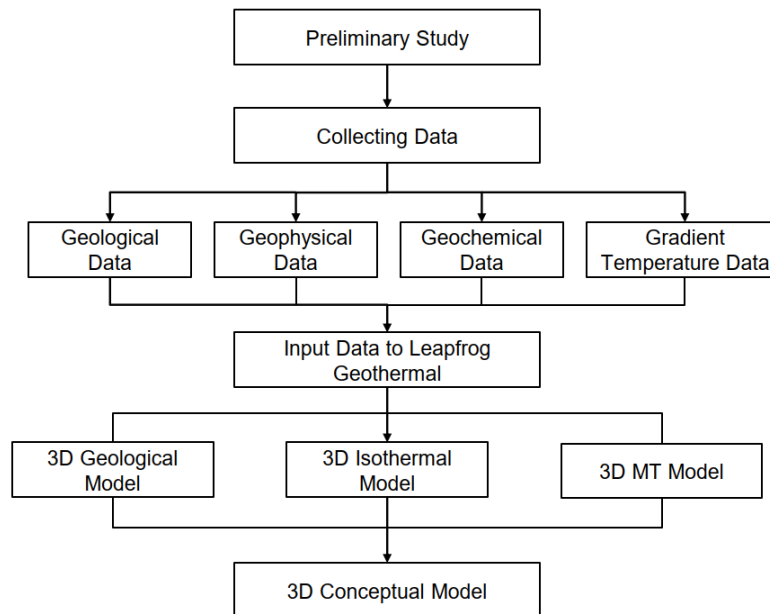 Preliminary Study
Collecting Data
Geological
Data
Geophysical
Data
Geochemical
Data
Gradient
Temperature Data
Input Data to Leapfrog
Geothermal
3D Geological
Model
3D Isothermal
Model
3D MT Model
3D Conceptual Model